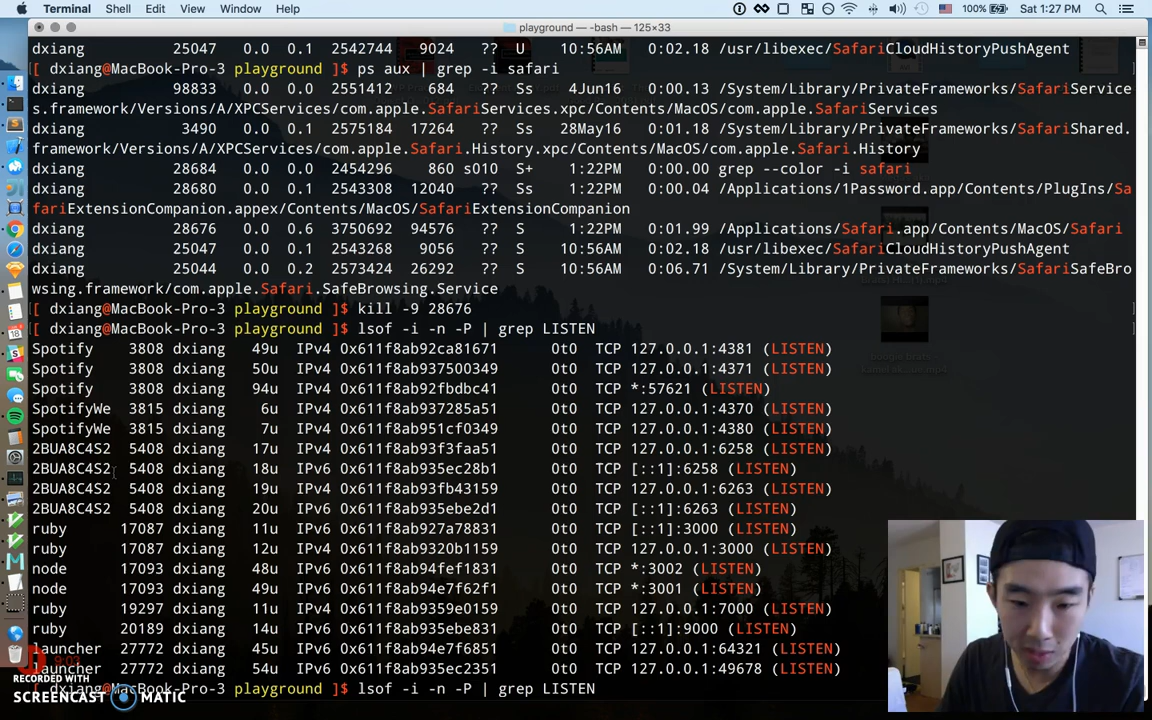 Terminal Shell Edit View Window Help 100% Sat 1:27 PM
playground — -bash — 125×33
dxiang 25047 0.0 0.1 2542744 9024 ?? U 10:56AM 0:02.18 /usr/libexec/SafariCloudHistoryPushAgent
[ dxiang@MacBook-Pro-3 playground ]$ ps aux | grep -i safari
dxiang 98833 0.0 0.0 2551412 684 ?? Ss 4Jun16 0:00.13 /System/Library/PrivateFrameworks/SafariService
s.framework/Versions/A/XPCServices/com.apple.SafariServices.xpc/Contents/MacOS/com.apple.SafariServices
dxiang 3490 0.0 0.1 2575184 17264 ?? Ss 28May16 0:01.18 /System/Library/PrivateFrameworks/SafariShared.
framework/Versions/A/XPCServices/com.apple.Safari.History.xpc/Contents/MacOS/com.apple.Safari.History
dxiang 28684 0.0 0.0 2454296 860 s010 S+ 1:22PM 0:00.00 grep --color -i safari
dxiang 28680 0.0 0.1 2543308 12040 ?? Ss 1:22PM 0:00.04 /Applications/1Password.app/Contents/PlugIns/Sa
fariExtensionCompanion.appex/Contents/MacOS/SafariExtensionCompanion
dxiang 28676 0.0 0.6 3750692 94576 ?? S 1:22PM 0:01.99 /Applications/Safari.app/Contents/MacOS/Safari
dxiang 25047 0.0 0.1 2543268 9056 ?? S 10:56AM 0:02.18 /usr/libexec/SafariCloudHistoryPushAgent
dxiang 25044 0.0 0.2 2573424 26292 ?? S 10:56AM 0:06.71 /System/Library/PrivateFrameworks/SafariSafeBro
wsing.framework/com.apple.Safari.SafeBrowsing.Service
[ dxiang@MacBook-Pro-3 playground ]$ kill -9 28676
[ dxiang@MacBook-Pro-3 playground ]$ lsof -i -n -P | grep LISTEN
Spotify 3808 dxiang 49u IPv4 0x611f8ab92ca81671 0t0 TCP 127.0.0.1:4381 (LISTEN)
Spotify 3808 dxiang 50u IPv4 0x611f8ab937500349 0t0 TCP 127.0.0.1:4371 (LISTEN)
Spotify 3808 dxiang 94u IPv4 0x611f8ab92fbdbc41 0t0 TCP *:57621 (LISTEN)
SpotifyWe 3815 dxiang 6u IPv4 0x611f8ab937285a51 0t0 TCP 127.0.0.1:4370 (LISTEN)
SpotifyWe 3815 dxiang 7u IPv4 0x611f8ab951cf0349 0t0 TCP 127.0.0.1:4380 (LISTEN)
2BUA8C4S2 5408 dxiang 17u IPv4 0x611f8ab93f3faa51 0t0 TCP 127.0.0.1:6258 (LISTEN)
2BUA8C4S2 5408 dxiang 18u IPv6 0x611f8ab935ec28b1 0t0 TCP [::1]:6258 (LISTEN)
2BUA8C4S2 5408 dxiang 19u IPv4 0x611f8ab93fb43159 0t0 TCP 127.0.0.1:6263 (LISTEN)
2BUA8C4S2 5408 dxiang 20u IPv6 0x611f8ab935ebe2d1 0t0 TCP [::1]:6263 (LISTEN)
ruby 17087 dxiang 11u IPv6 0x611f8ab927a78831 0t0 TCP [::1]:3000 (LISTEN)
ruby 17087 dxiang 12u IPv4 0x611f8ab9320b1159 0t0 TCP 127.0.0.1:3000 (LISTEN)
node 17093 dxiang 48u IPv4 0x611f8ab94fef1831 0t0 TCP *:3002 (LISTEN)
node 17093 dxiang 49u IPv4 0x611f8ab94e7f62f1 0t0 TCP *:3001 (LISTEN)
ruby 19297 dxiang 11u IPv4 0x611f8ab9359e0159 0t0 TCP 127.0.0.1:7000 (LISTEN)
ruby 20189 dxiang 14u IPv6 0x611f8ab935ebe831 0t0 TCP [::1]:9000 (LISTEN)
launcher 27772 dxiang 45u IPv4 0x611f8ab94e7f6851 0t0 TCP 127.0.0.1:64321 (LISTEN)
launcher 27772 dxiang 54u IPv6 0x611f8ab935ec2351 0t0 TCP 127.0.0.1:49678 (LISTEN)
[ dxiang@MacBook-Pro-3 playground ]$ lsof -i -n -P | grep LISTEN
9:03
RECORDED WITH
SCREENCAST MATIC